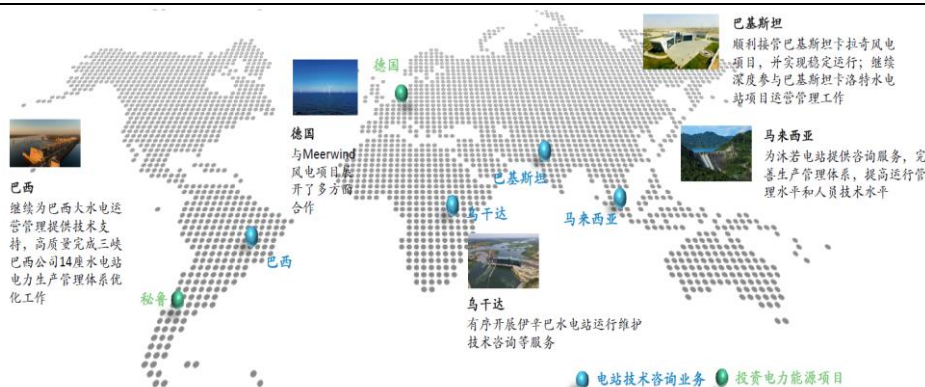 巴基斯坦
顺利接管巴基斯坦卡拉奇风电
项目，并实现稳定运行；继续
深度参与巴基斯坦卡洛特水电
站项目运营管理工作
德国
德国
与Meerwind
风电项目展
开了多方面
合作
马来西亚
为沐若电站提供咨询服务，完
善生产管理体系，提高运行管
理水平和人员技术水平
巴西
继续为巴西大水电运
营管理提供技术支
持，高质量完成三峡
巴西公司14座水电站
电力生产管理体系优
化工作
巴基斯坦
乌干达
马来西亚
巴西
秘鲁
乌干达
有序开展伊辛巴水电站运行维护
技术咨询等服务
电站技术咨询业务
投资电力能源项目